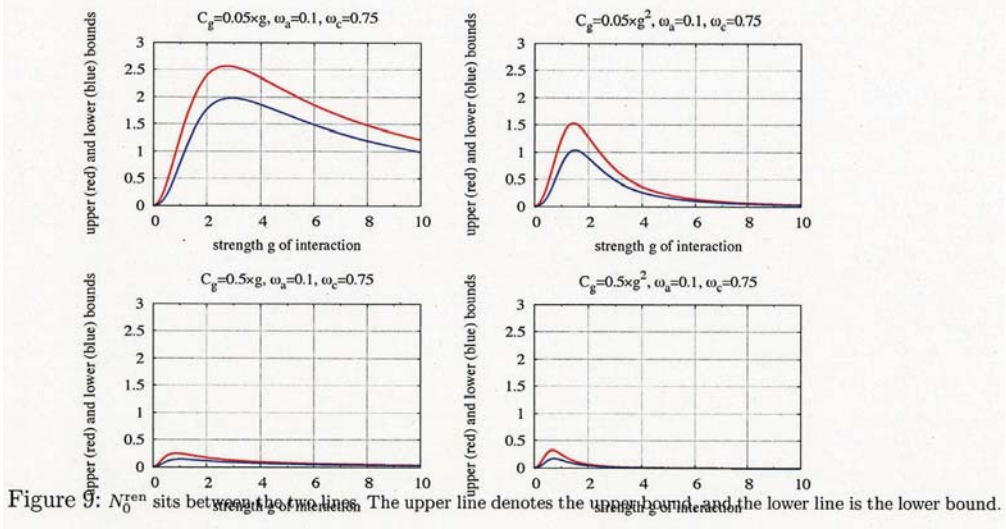 C_g=0.05×g, ω_a=0.1, ω_c=0.75
upper (red) and lower (blue) bounds
3
2.5
2
1.5
1
0.5
0
0 2 4 6 8 10
strength g of interaction
C_g=0.05×g², ω_a=0.1, ω_c=0.75
upper (red) and lower (blue) bounds
3
2.5
2
1.5
1
0.5
0
0 2 4 6 8 10
strength g of interaction
C_g=0.5×g, ω_a=0.1, ω_c=0.75
upper (red) and lower (blue) bounds
3
2.5
2
1.5
1
0.5
0
0 2 4 6 8 10
strength g of interaction
C_g=0.5×g², ω_a=0.1, ω_c=0.75
upper (red) and lower (blue) bounds
3
2.5
2
1.5
1
0.5
0
0 2 4 6 8 10
strength g of interaction
Figure 9: N₀^ren sits between the two lines. The upper line denotes the upper bound, and the lower line is the lower bound.